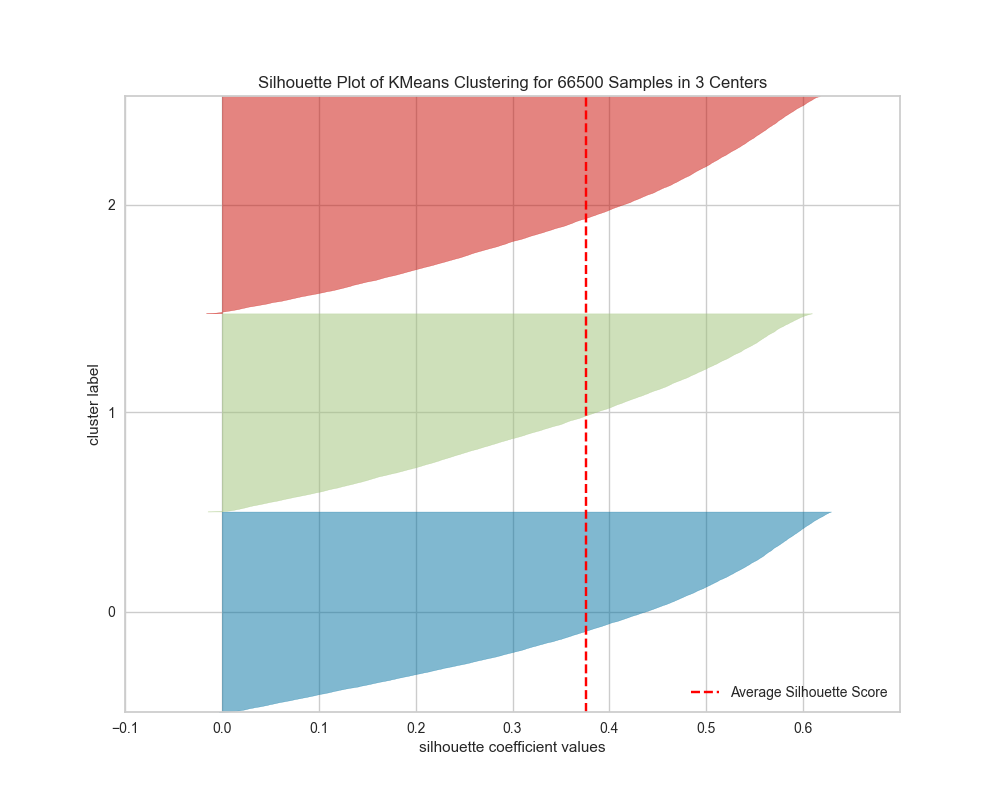 Silhouette Plot of KMeans Clustering for 66500 Samples in 3 Centers
2
1
0
cluster label
Average Silhouette Score
−0.1
0.0
0.1
0.2
0.3
0.4
0.5
0.6
silhouette coefficient values